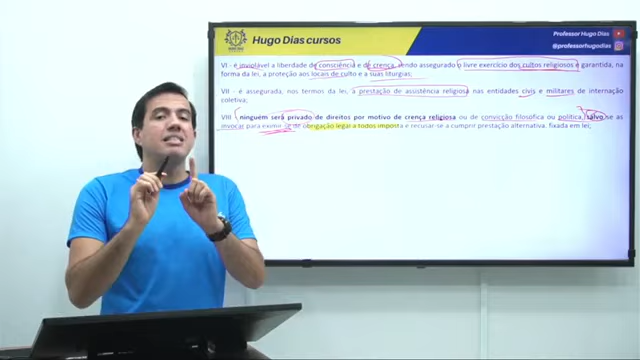 Hugo Dias cursos
Professor Hugo Dias
@professorhugodias
VI - é inviolável a liberdade de consciência e de crença, sendo assegurado o livre exercício dos cultos religiosos e garantida, na
forma da lei, a proteção aos locais de culto e a suas liturgias;
VII - é assegurada, nos termos da lei, a prestação de assistência religiosa nas entidades civis e militares de internação
coletiva;
VIII ninguém será privado de direitos por motivo de crença religiosa ou de convicção filosófica ou política, salvo se as
invocar para eximir-se de obrigação legal a todos imposta e recusar-se a cumprir prestação alternativa, fixada em lei;